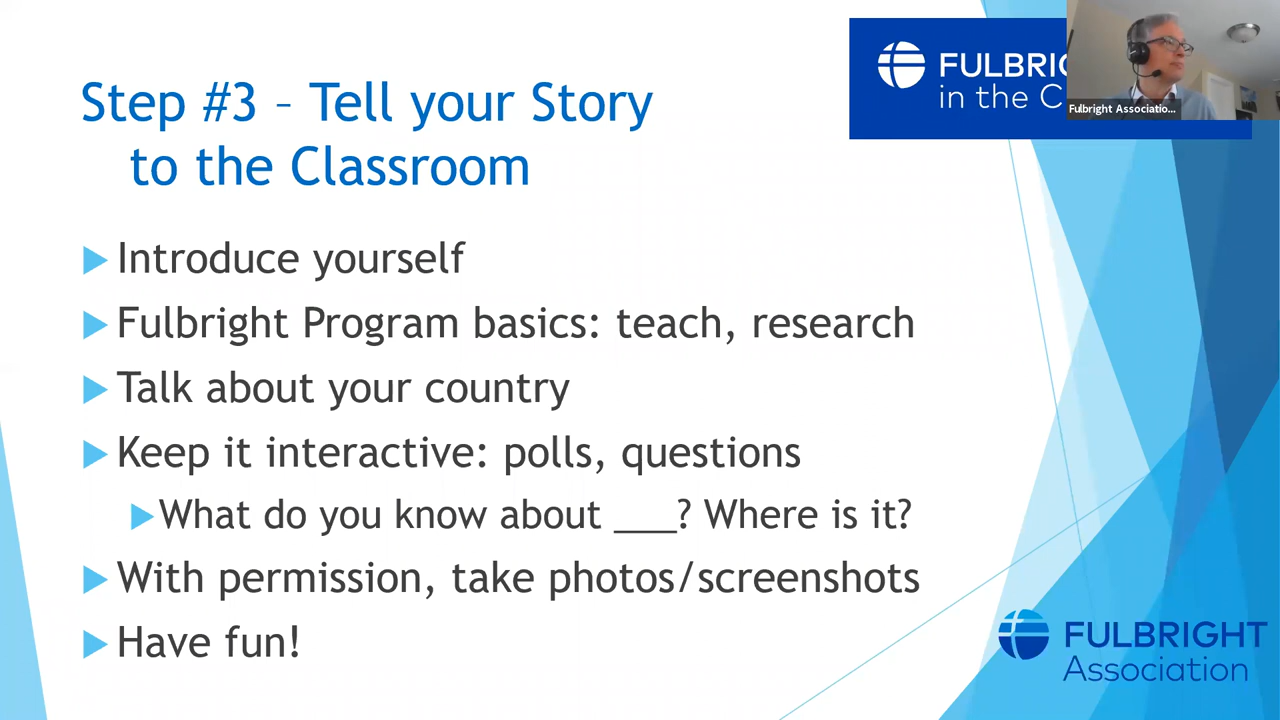 Step #3 – Tell your Story
to the Classroom
FULBRIG
in the C
Fulbright Associatio...
Introduce yourself
Fulbright Program basics: teach, research
Talk about your country
Keep it interactive: polls, questions
What do you know about ___? Where is it?
With permission, take photos/screenshots
Have fun!
FULBRIGHT
Association